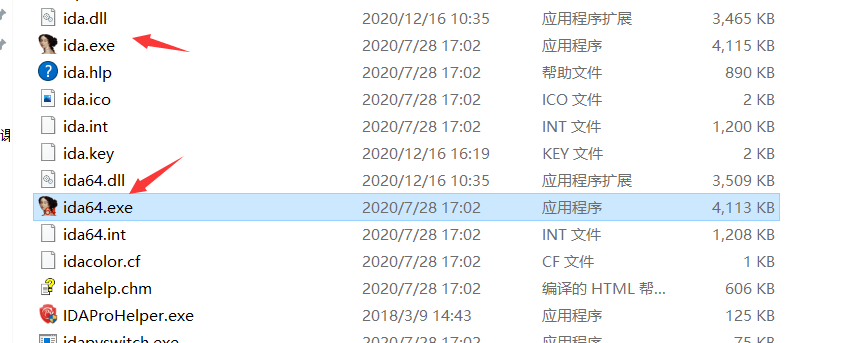 ida.dll 2020/12/16 10:35 应用程序扩展 3,465 KB
ida.exe 2020/7/28 17:02 应用程序 4,115 KB
ida.hlp 2020/7/28 17:02 帮助文件 890 KB
ida.ico 2020/7/28 17:02 ICO 文件 2 KB
ida.int 2020/7/28 17:02 INT 文件 1,200 KB
课
ida.key 2020/12/16 16:19 KEY 文件 2 KB
ida64.dll 2020/12/16 10:35 应用程序扩展 3,509 KB
ida64.exe 2020/7/28 17:02 应用程序 4,113 KB
ida64.int 2020/7/28 17:02 INT 文件 1,208 KB
idacolor.cf 2020/7/28 17:02 CF 文件 1 KB
idahelp.chm 2020/7/28 17:02 编译的 HTML 帮... 606 KB
IDAProHelper.exe 2018/3/9 14:43 应用程序 125 KB
idapyswitch.exe 2020/7/28 17:02 应用程序 75 KB